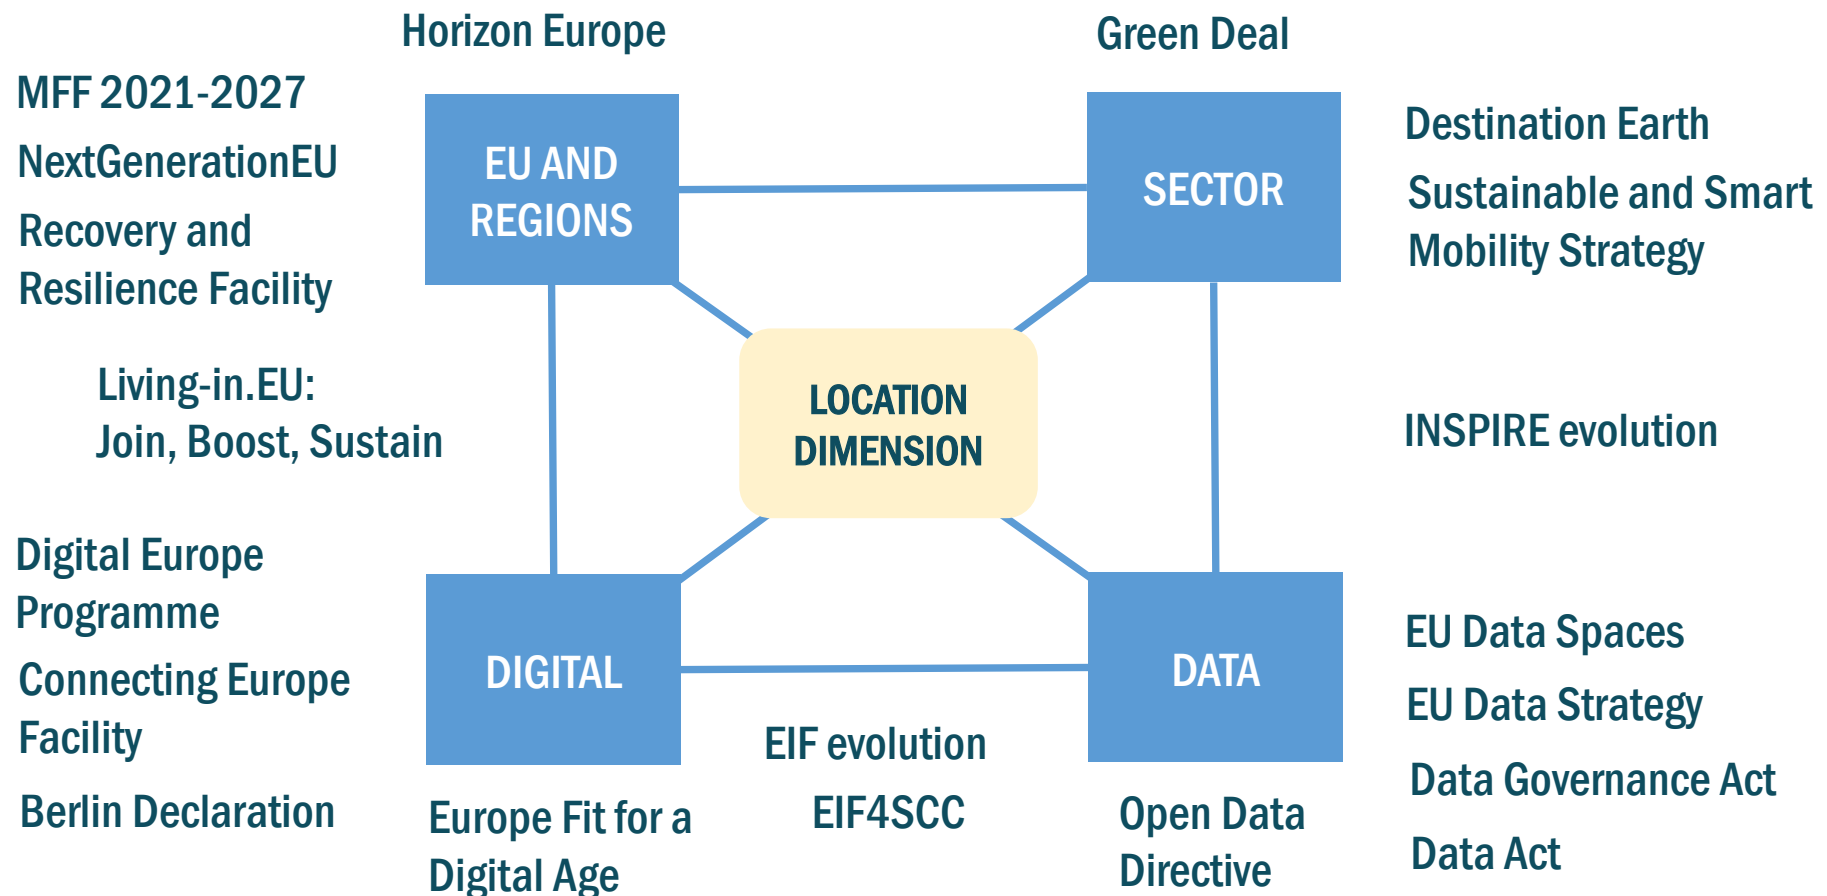 Horizon Europe
Green Deal
MFF 2021-2027
NextGenerationEU
Recovery and
Resilience Facility
EU AND
REGIONS
SECTOR
Destination Earth
Sustainable and Smart
Mobility Strategy
Living-in.EU:
Join, Boost, Sustain
LOCATION
DIMENSION
INSPIRE evolution
Digital Europe
Programme
Connecting Europe
Facility
Berlin Declaration
DIGITAL
DATA
EU Data Spaces
EU Data Strategy
Data Governance Act
Data Act
EIF evolution
EIF4SCC
Europe Fit for a
Digital Age
Open Data
Directive